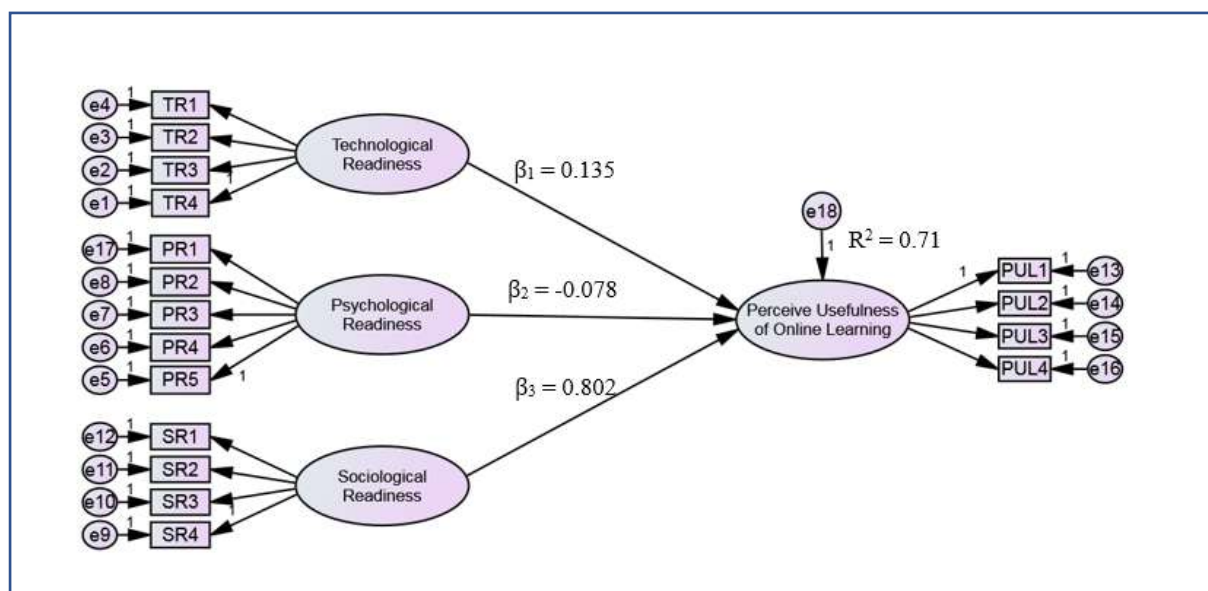 e4 1 TR1
e3 1 TR2
e2 1 TR3
e1 1 TR4
1
Technological
Readiness
β₁ = 0.135
e17 1 PR1
e8 1 PR2
e7 1 PR3
e6 1 PR4
e5 1 PR5
1
Psychological
Readiness
β₂ = -0.078
e12 1 SR1
e11 1 SR2
e10 1 SR3
e9 1 SR4
1
Sociological
Readiness
β₃ = 0.802
e18
1
R² = 0.71
Perceive Usefulness
of Online Learning
1
PUL1 1 e13
PUL2 1 e14
PUL3 1 e15
PUL4 1 e16